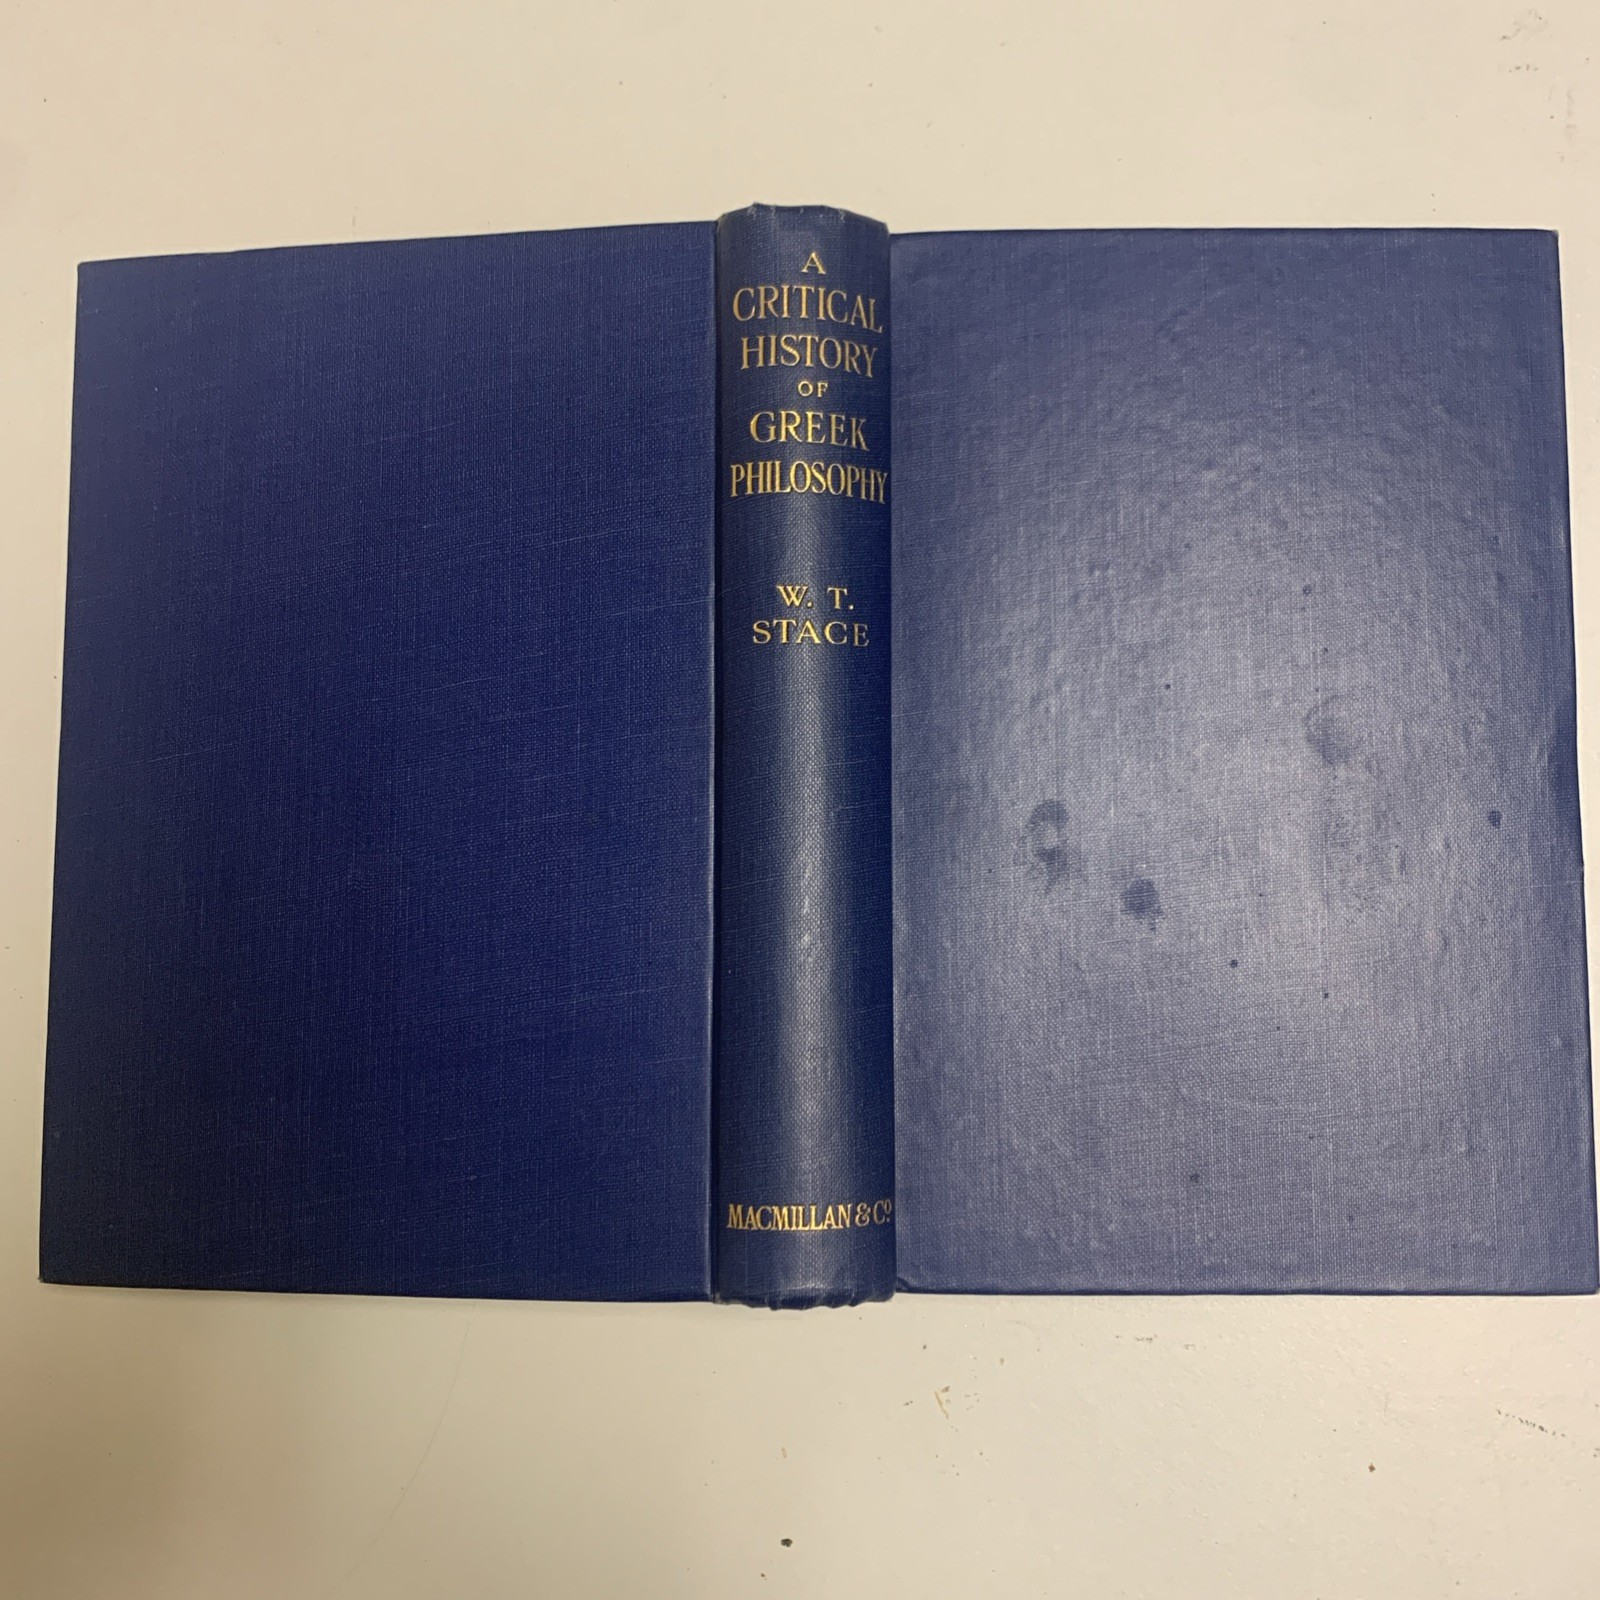 A
CRITICAL
HISTORY
OF
GREEK
PHILOSOPHY
W. T.
STACE
MACMILLAN & Cº